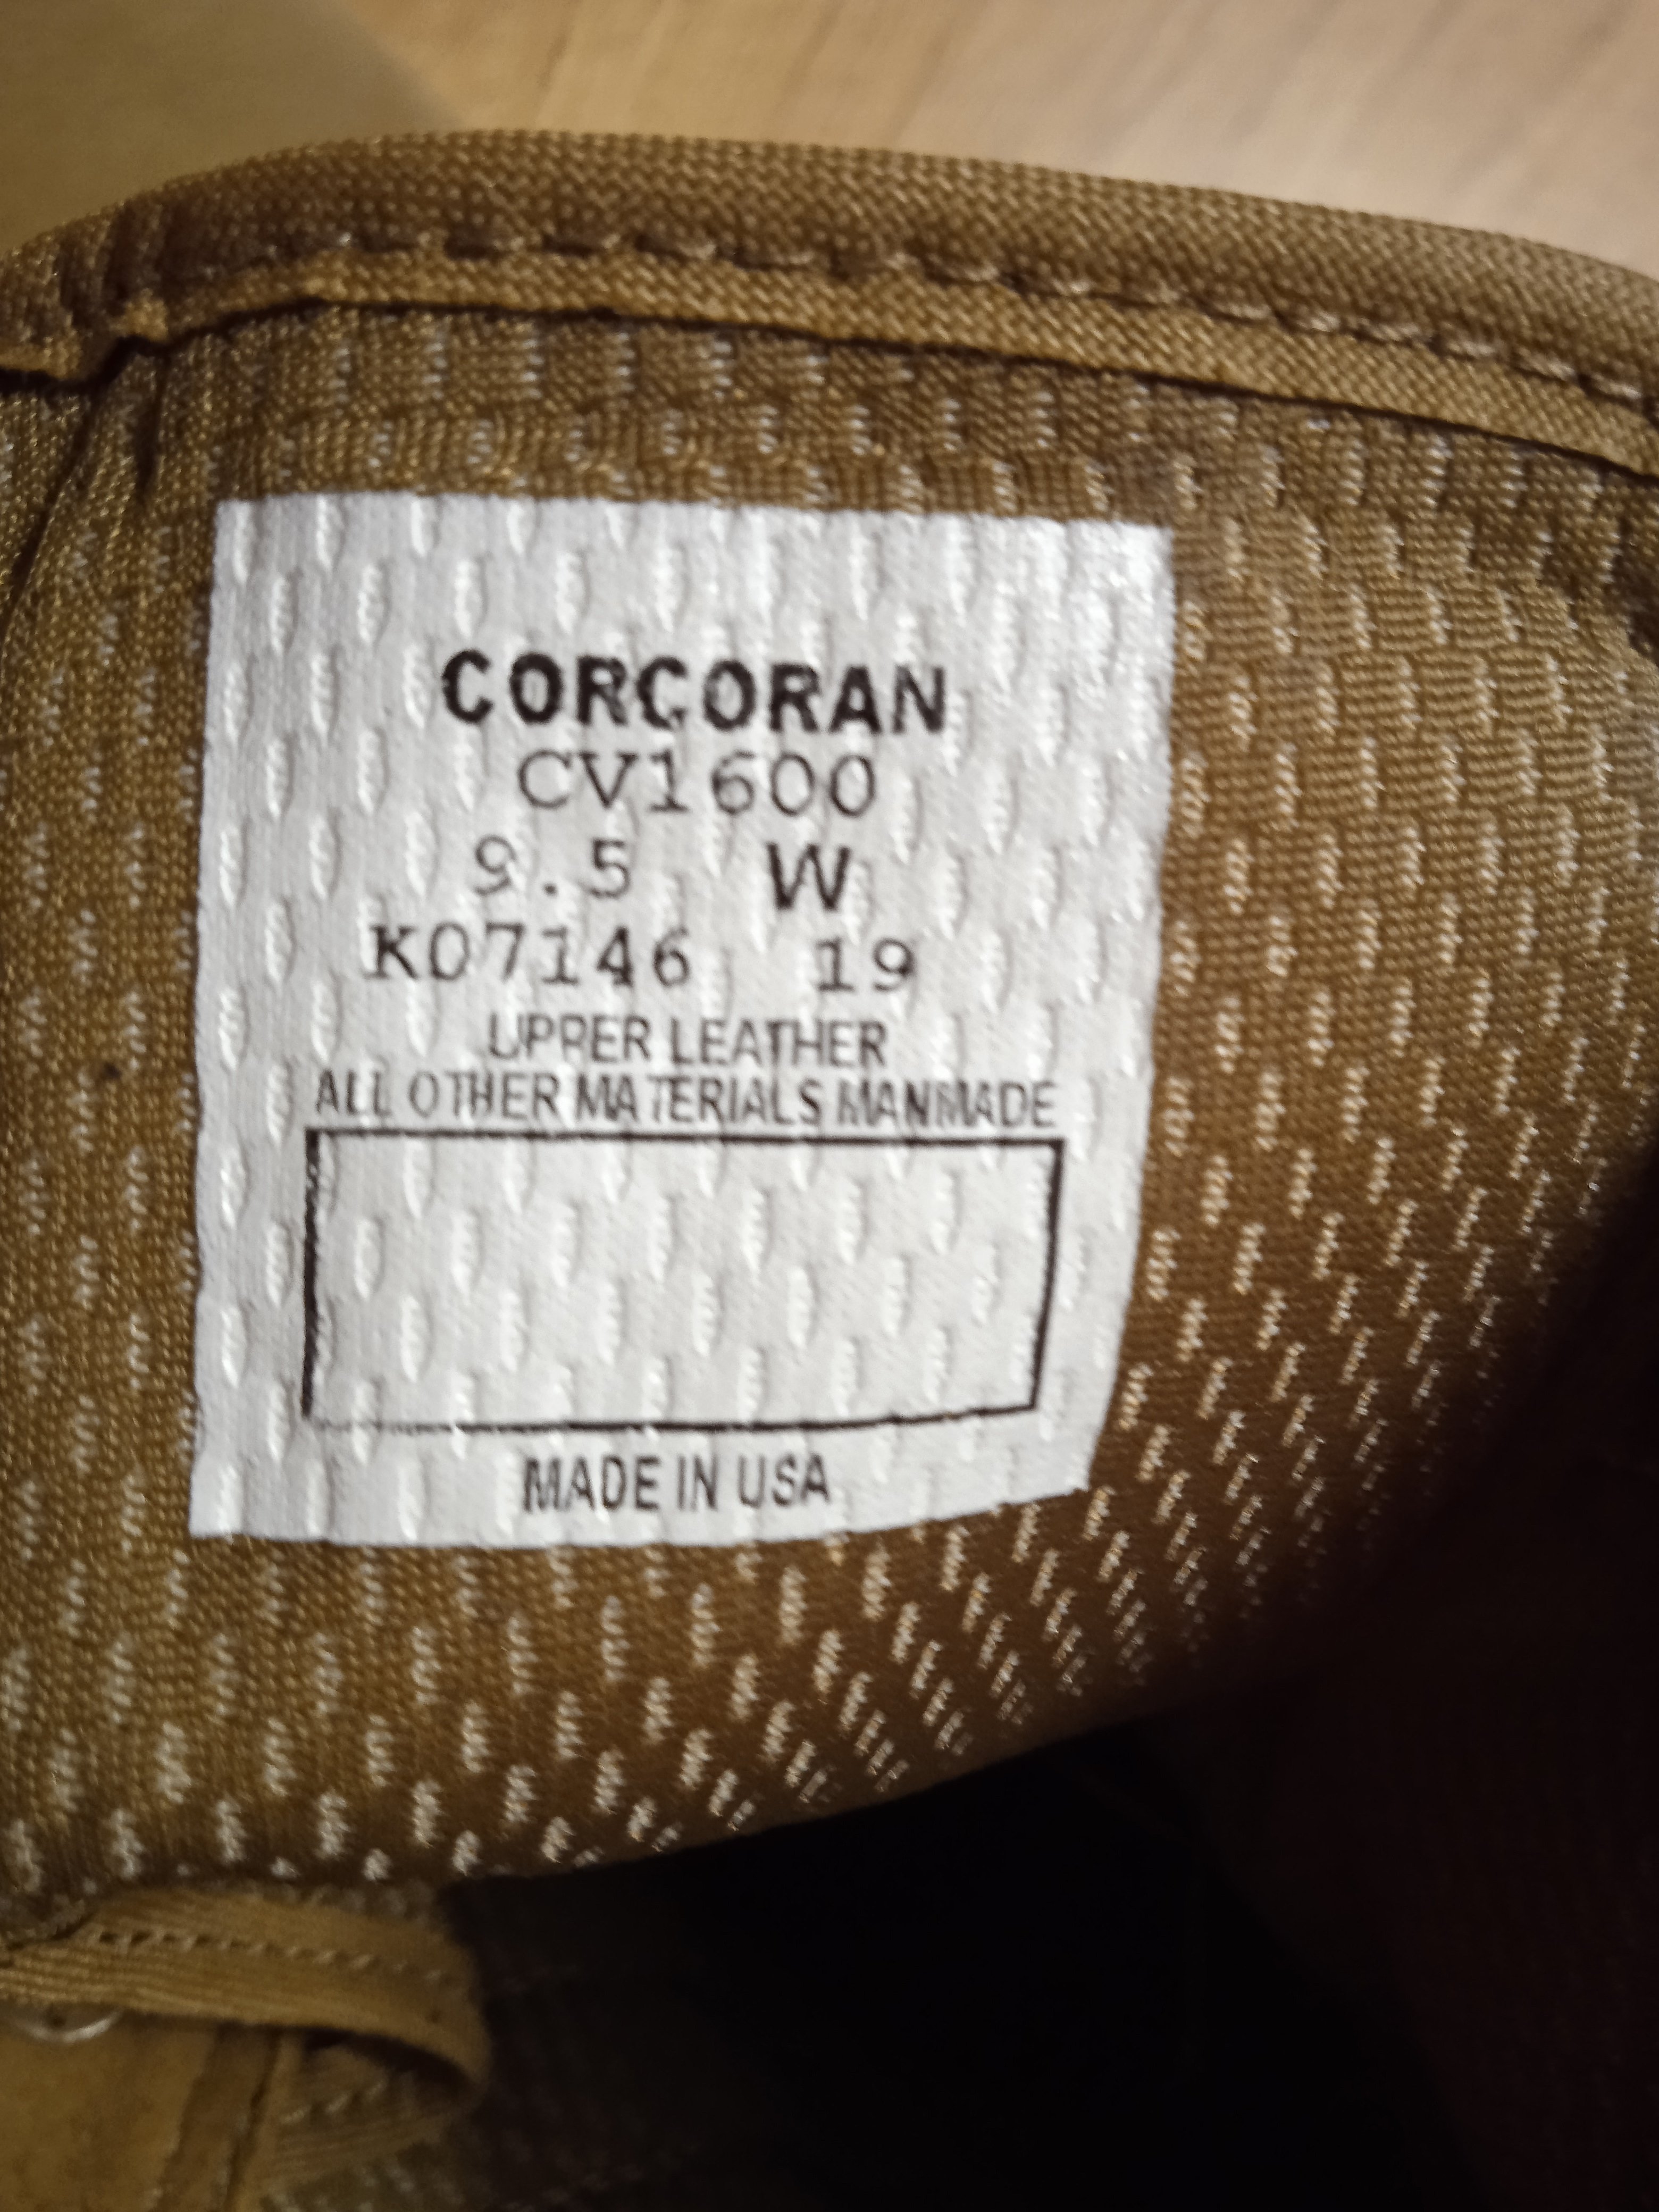 CORCORAN
CV1600
9.5 W
K07146 19
UPPER LEATHER
ALL OTHER MATERIALS MANMADE
MADE IN USA